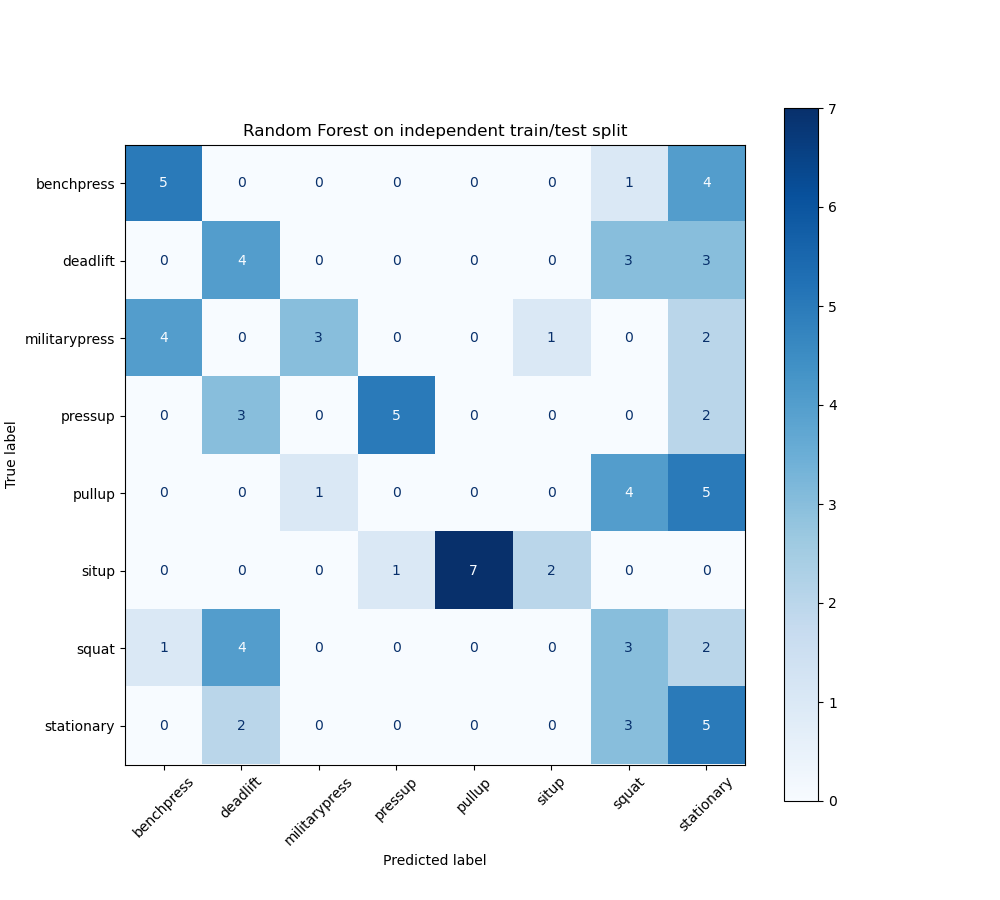 Random Forest on independent train/test split
True label
benchpress 5 0 0 0 0 0 1 4
deadlift 0 4 0 0 0 0 3 3
militarypress 4 0 3 0 0 1 0 2
pressup 0 3 0 5 0 0 0 2
pullup 0 0 1 0 0 0 4 5
situp 0 0 0 1 7 2 0 0
squat 1 4 0 0 0 0 3 2
stationary 0 2 0 0 0 0 3 5
benchpress deadlift militarypress pressup pullup situp squat stationary
Predicted label
7
6
5
4
3
2
1
0